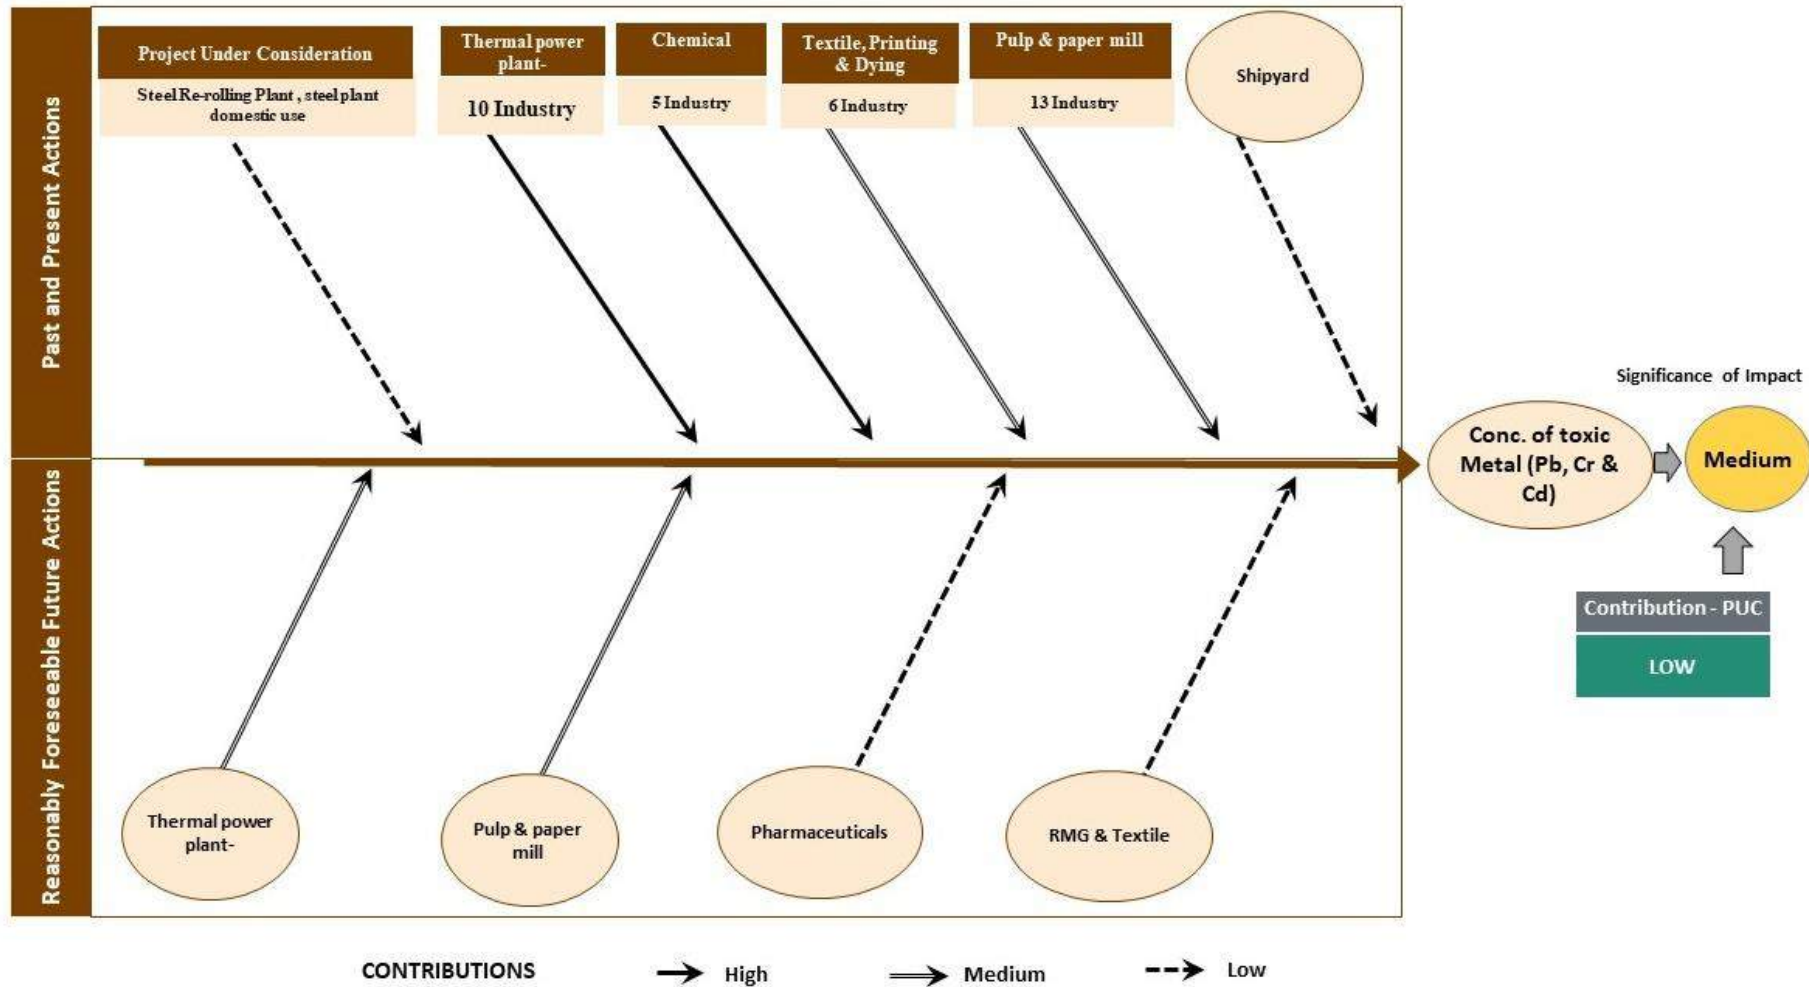 Past and Present Actions
Project Under Consideration
Steel Re-rolling Plant , steel plant
domestic use
Thermal power
plant-
10 Industry
Chemical
5 Industry
Textile, Printing
& Dying
6 Industry
Pulp & paper mill
13 Industry
Shipyard
Significance of Impact
Conc. of toxic
Metal (Pb, Cr &
Cd)
Medium
Contribution - PUC
LOW
Reasonably Foreseeable Future Actions
Thermal power
plant-
Pulp & paper
mill
Pharmaceuticals
RMG & Textile
CONTRIBUTIONS
High
Medium
Low